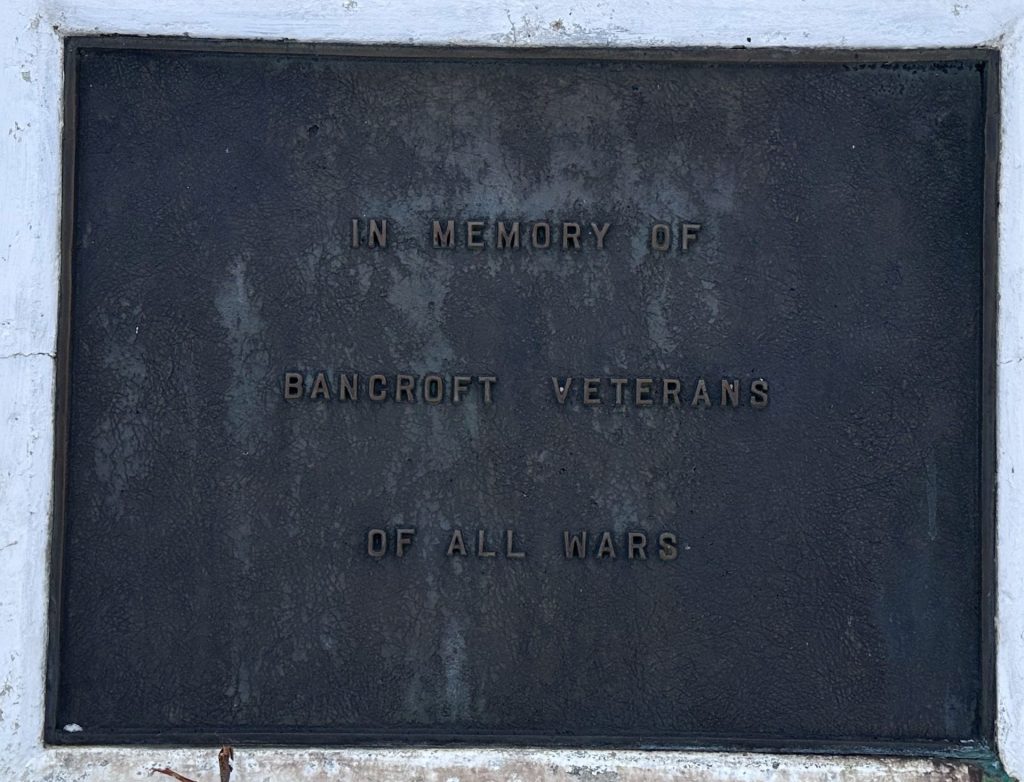 IN MEMORY OF
BANCROFT VETERANS
OF ALL WARS